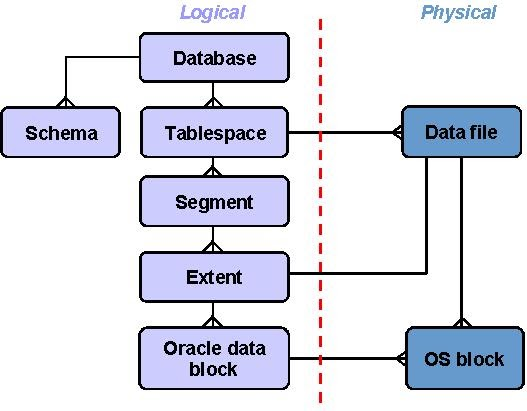 Logical
Physical
Database
Schema
Tablespace
Data file
Segment
Extent
Oracle data
block
OS block